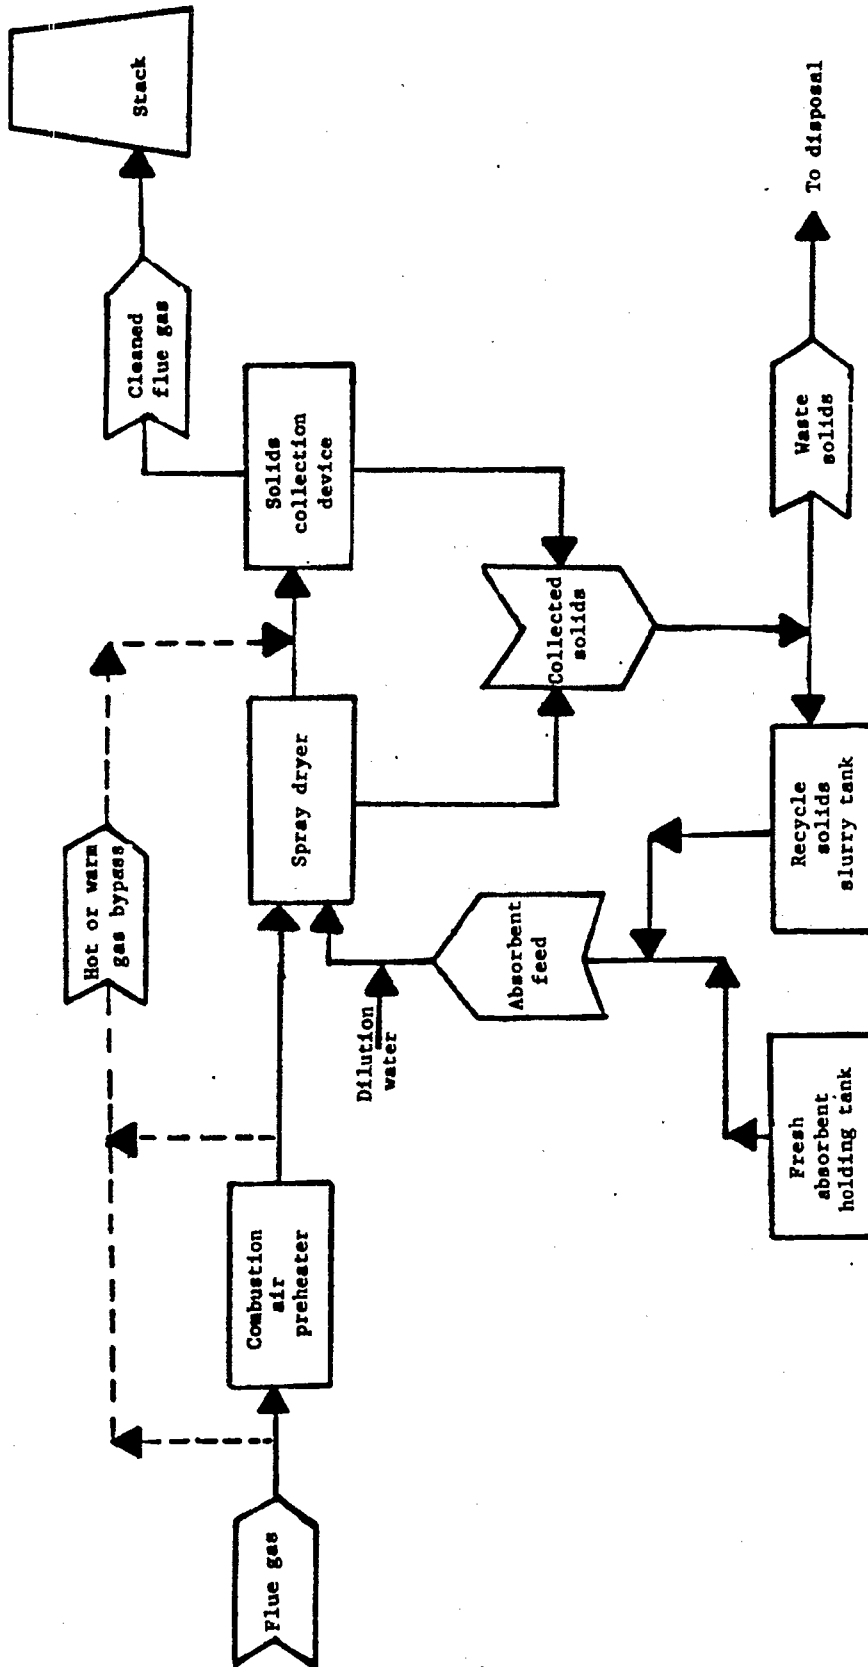 Flue gas
Combustion
air
preheater
Hot or warm
gas bypass
Spray dryer
Solids
collection
device
Cleaned
flue gas
Stack
Dilution
water
Absorbent
feed
Collected
solids
Fresh
absorbent
holding tank
Recycle
solids
slurry tank
Waste
solids
To disposal